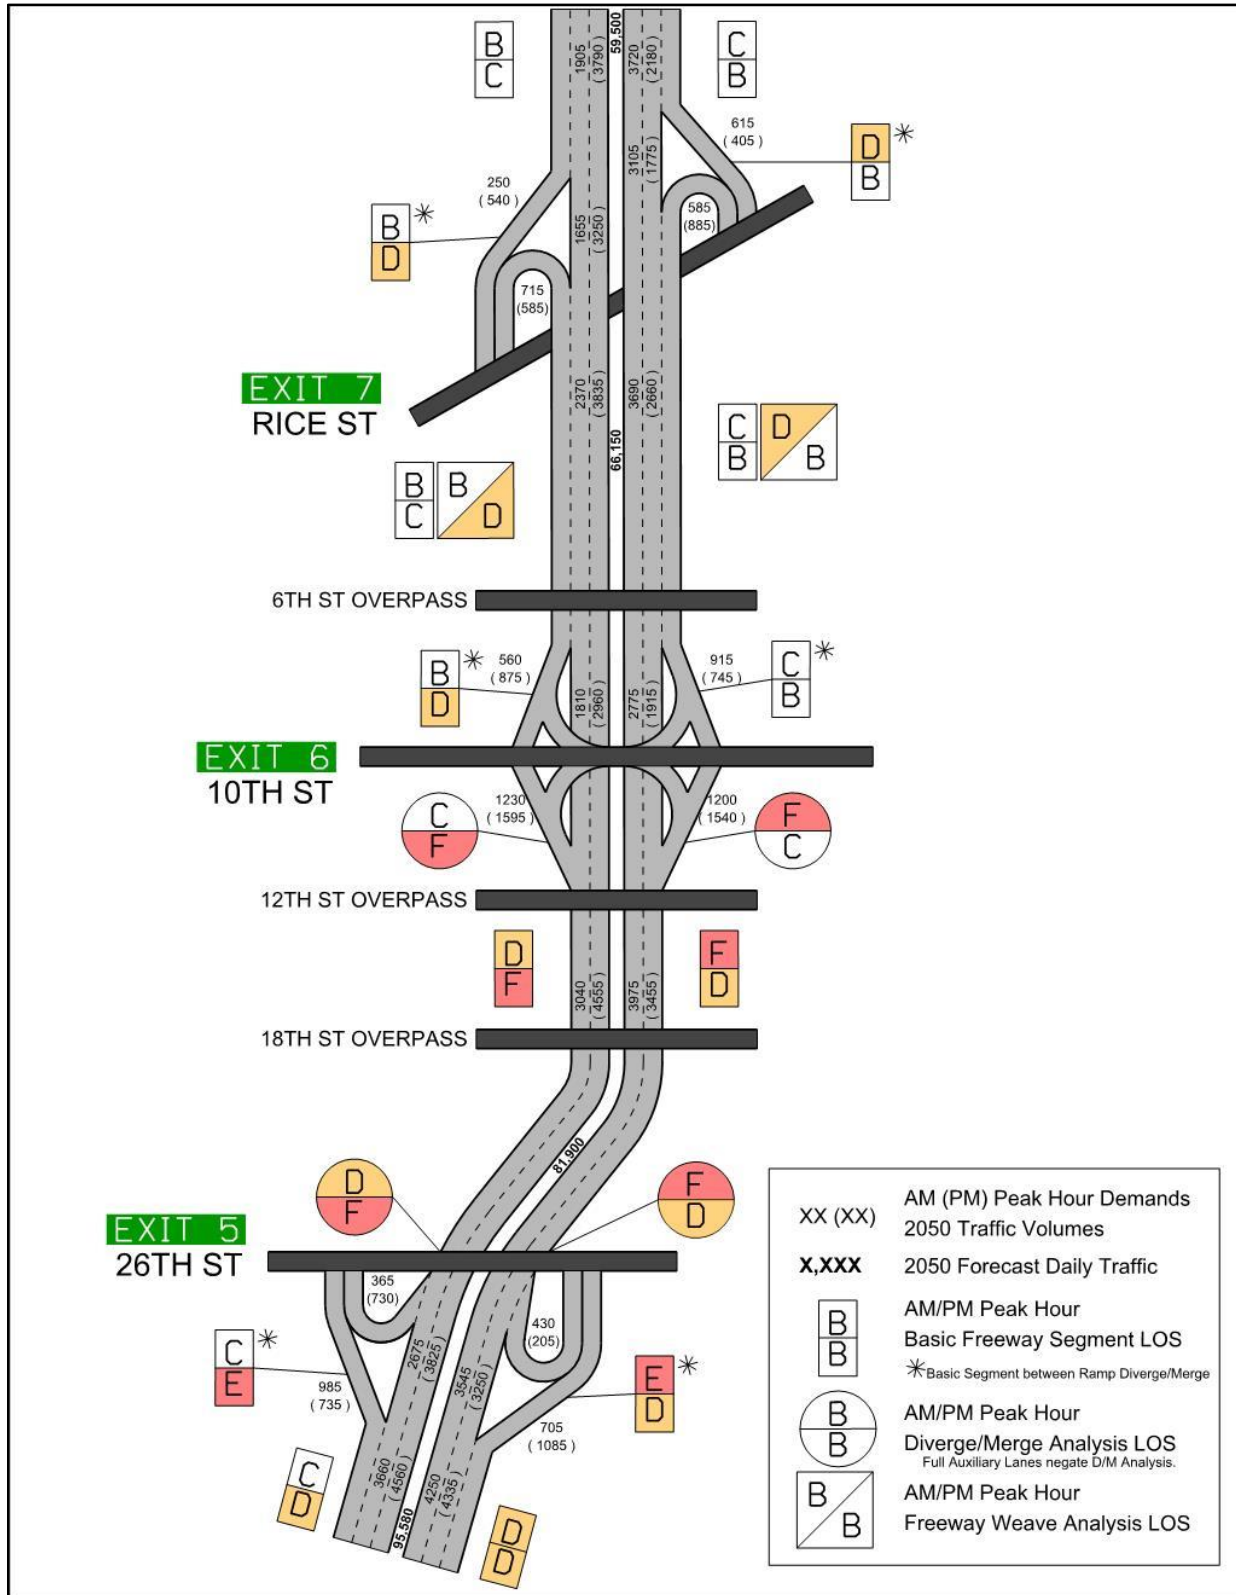 B
C
1905
( 3790 )
59,500
3720
( 2180 )
C
B
615
( 405 )
D
B
3105
( 1775 )
250
( 540 )
B
D
1655
( 3250 )
585
( 885 )
715
(585)
EXIT 7
RICE ST
2370
( 3835 )
66,150
3690
( 2660 )
C
B
D
B
B
C
B
D
6TH ST OVERPASS
B
D
560
( 875 )
1810
( 2960 )
2775
( 1915 )
915
( 745 )
C
B
EXIT 6
10TH ST
C
F
1230
( 1595 )
1200
( 1540 )
F
C
12TH ST OVERPASS
D
F
3040
( 4555 )
3975
( 3455 )
F
D
18TH ST OVERPASS
81,900
D
F
F
D
EXIT 5
26TH ST
365
(730)
430
(205)
C
E
985
( 735 )
2675
( 3825 )
3545
( 3250 )
E
D
705
( 1085 )
C
D
3660
( 4560 )
95,580
4250
( 4335 )
D
D
XX (XX)
AM (PM) Peak Hour Demands
2050 Traffic Volumes
X,XXX
2050 Forecast Daily Traffic
B
B
AM/PM Peak Hour
Basic Freeway Segment LOS
Basic Segment between Ramp Diverge/Merge
B
B
AM/PM Peak Hour
Diverge/Merge Analysis LOS
Full Auxiliary Lanes negate D/M Analysis.
B
B
AM/PM Peak Hour
Freeway Weave Analysis LOS